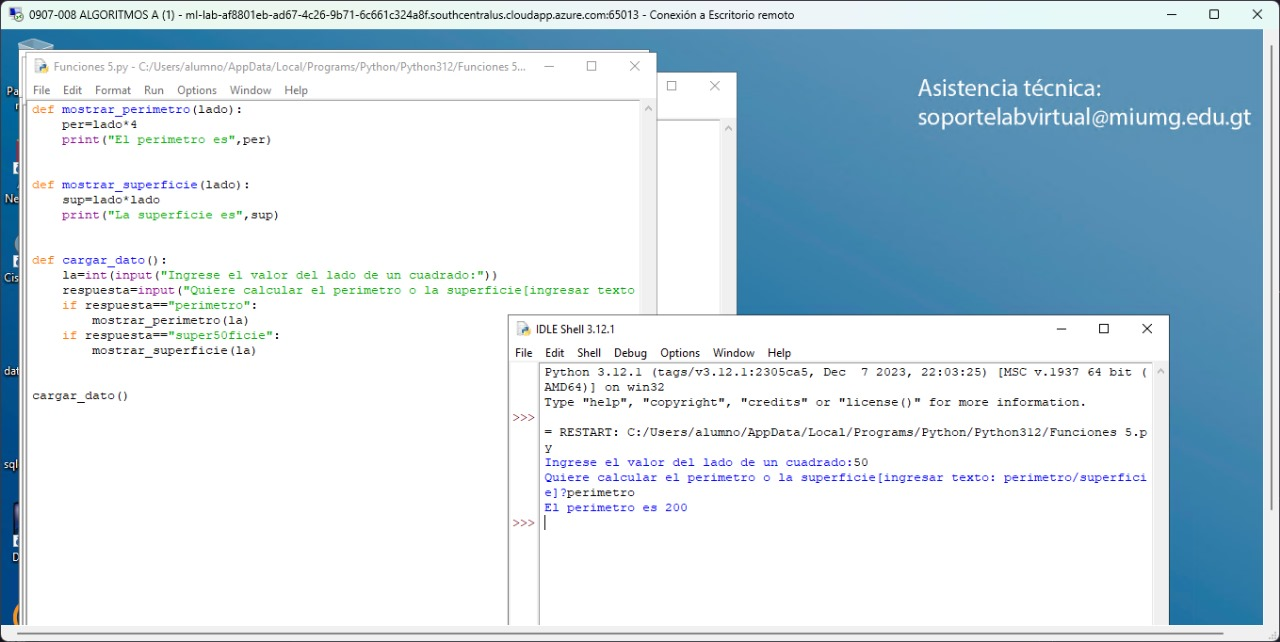 0907-008 ALGORITMOS A (1) - ml-lab-af8801eb-ad67-4c26-9b71-6c661c324a8f.southcentralus.cloudapp.azure.com:65013 - Conexión a Escritorio remoto
Asistencia técnica:
soportelabvirtual@miumg.edu.gt
Funciones 5.py - C:/Users/alumno/AppData/Local/Programs/Python/Python312/Funciones 5...
File Edit Format Run Options Window Help
def mostrar_perimetro(lado):
    per=lado*4
    print("El perimetro es",per)
def mostrar_superficie(lado):
    sup=lado*lado
    print("La superficie es",sup)
def cargar_dato():
    la=int(input("Ingrese el valor del lado de un cuadrado:"))
    respuesta=input("Quiere calcular el perimetro o la superficie[ingresar texto
    if respuesta=="perimetro":
        mostrar_perimetro(la)
    if respuesta=="super50ficie":
        mostrar_superficie(la)
cargar_dato()
IDLE Shell 3.12.1
File Edit Shell Debug Options Window Help
Python 3.12.1 (tags/v3.12.1:2305ca5, Dec  7 2023, 22:03:25) [MSC v.1937 64 bit (
AMD64)] on win32
Type "help", "copyright", "credits" or "license()" for more information.
>>>
= RESTART: C:/Users/alumno/AppData/Local/Programs/Python/Python312/Funciones 5.p
y
Ingrese el valor del lado de un cuadrado:50
Quiere calcular el perimetro o la superficie[ingresar texto: perimetro/superfici
e]?perimetro
El perimetro es 200
>>>
Pa
Ne
Cis
dat
sql
D